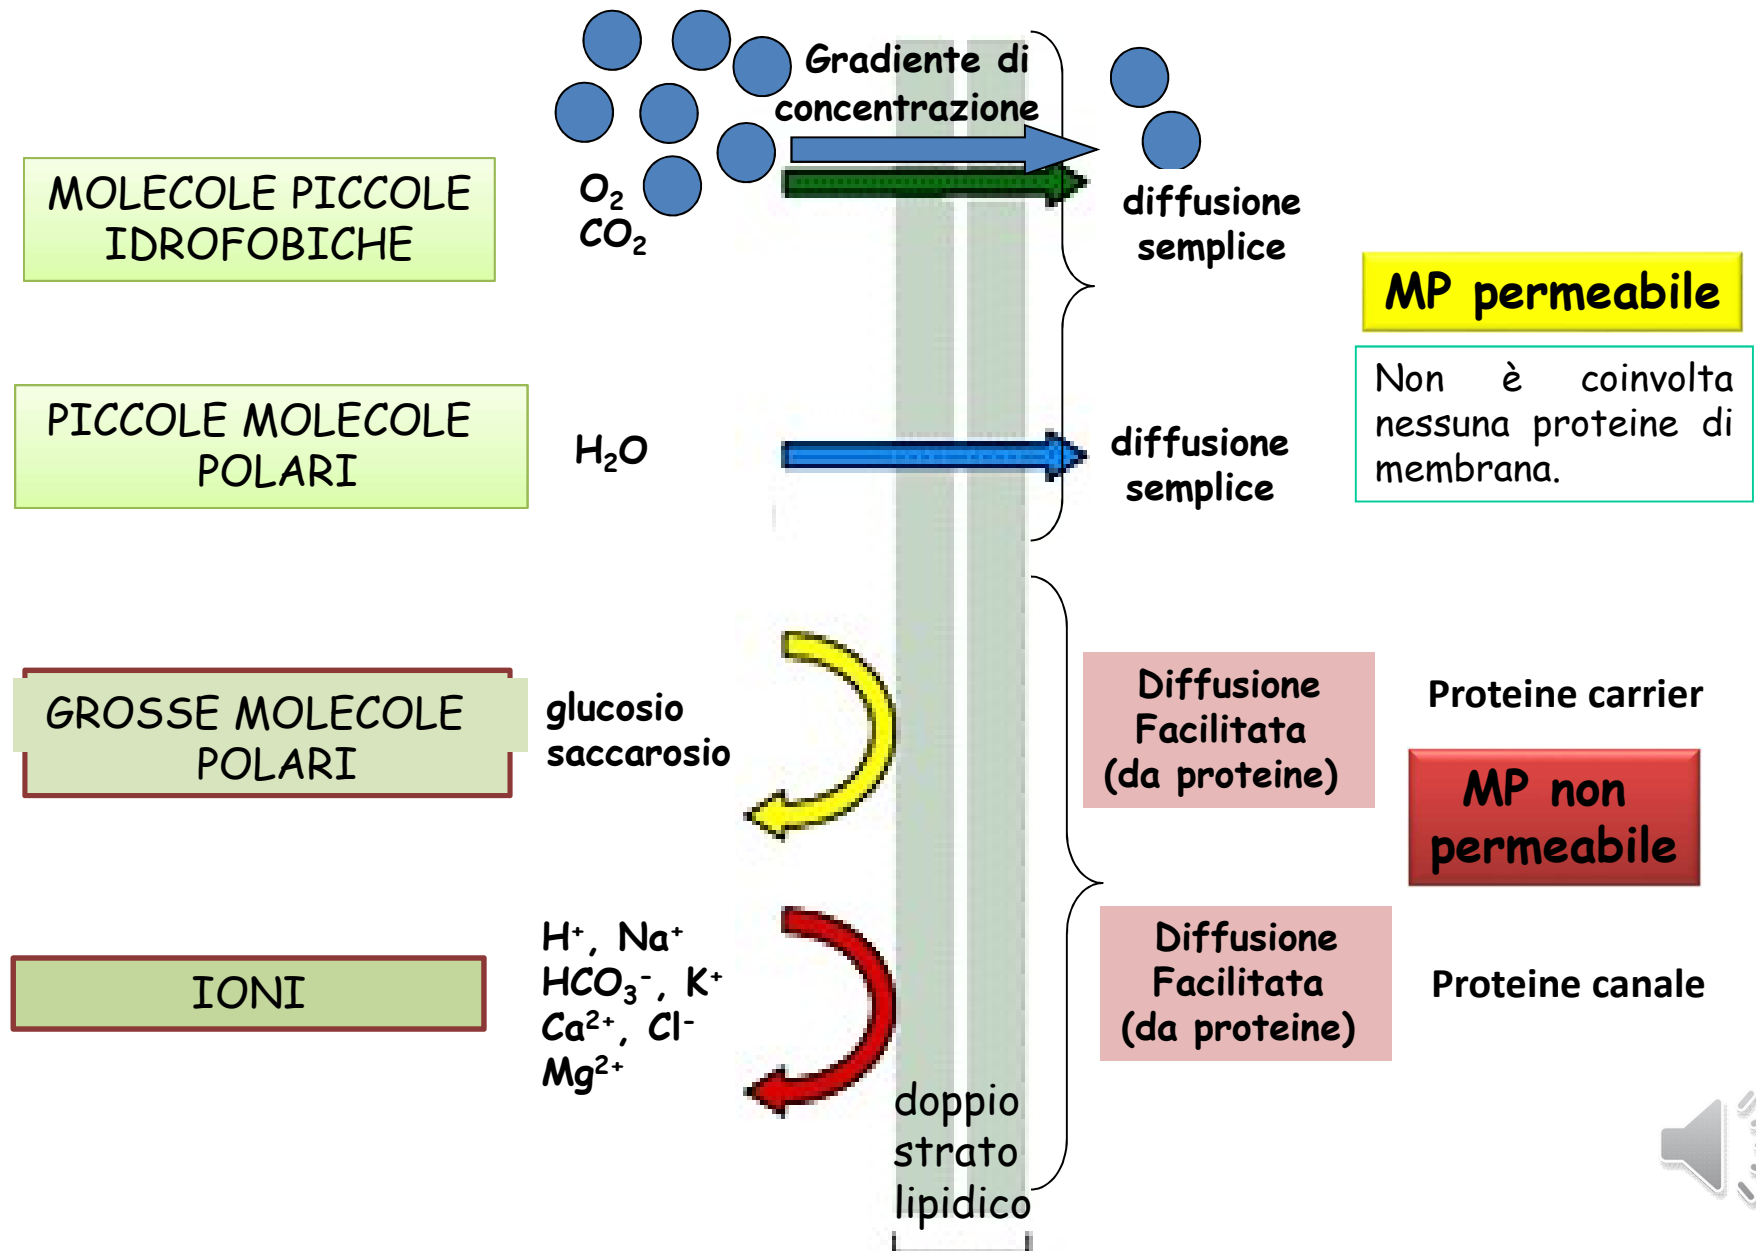 Gradiente di
concentrazione
MOLECOLE PICCOLE
IDROFOBICHE
O₂
CO₂
diffusione
semplice
MP permeabile
Non è coinvolta
nessuna proteine di
membrana.
PICCOLE MOLECOLE
POLARI
H₂O
diffusione
semplice
GROSSE MOLECOLE
POLARI
glucosio
saccarosio
Diffusione
Facilitata
(da proteine)
Proteine carrier
MP non
permeabile
IONI
H⁺, Na⁺
HCO₃⁻, K⁺
Ca²⁺, Cl⁻
Mg²⁺
Diffusione
Facilitata
(da proteine)
Proteine canale
doppio
strato
lipidico